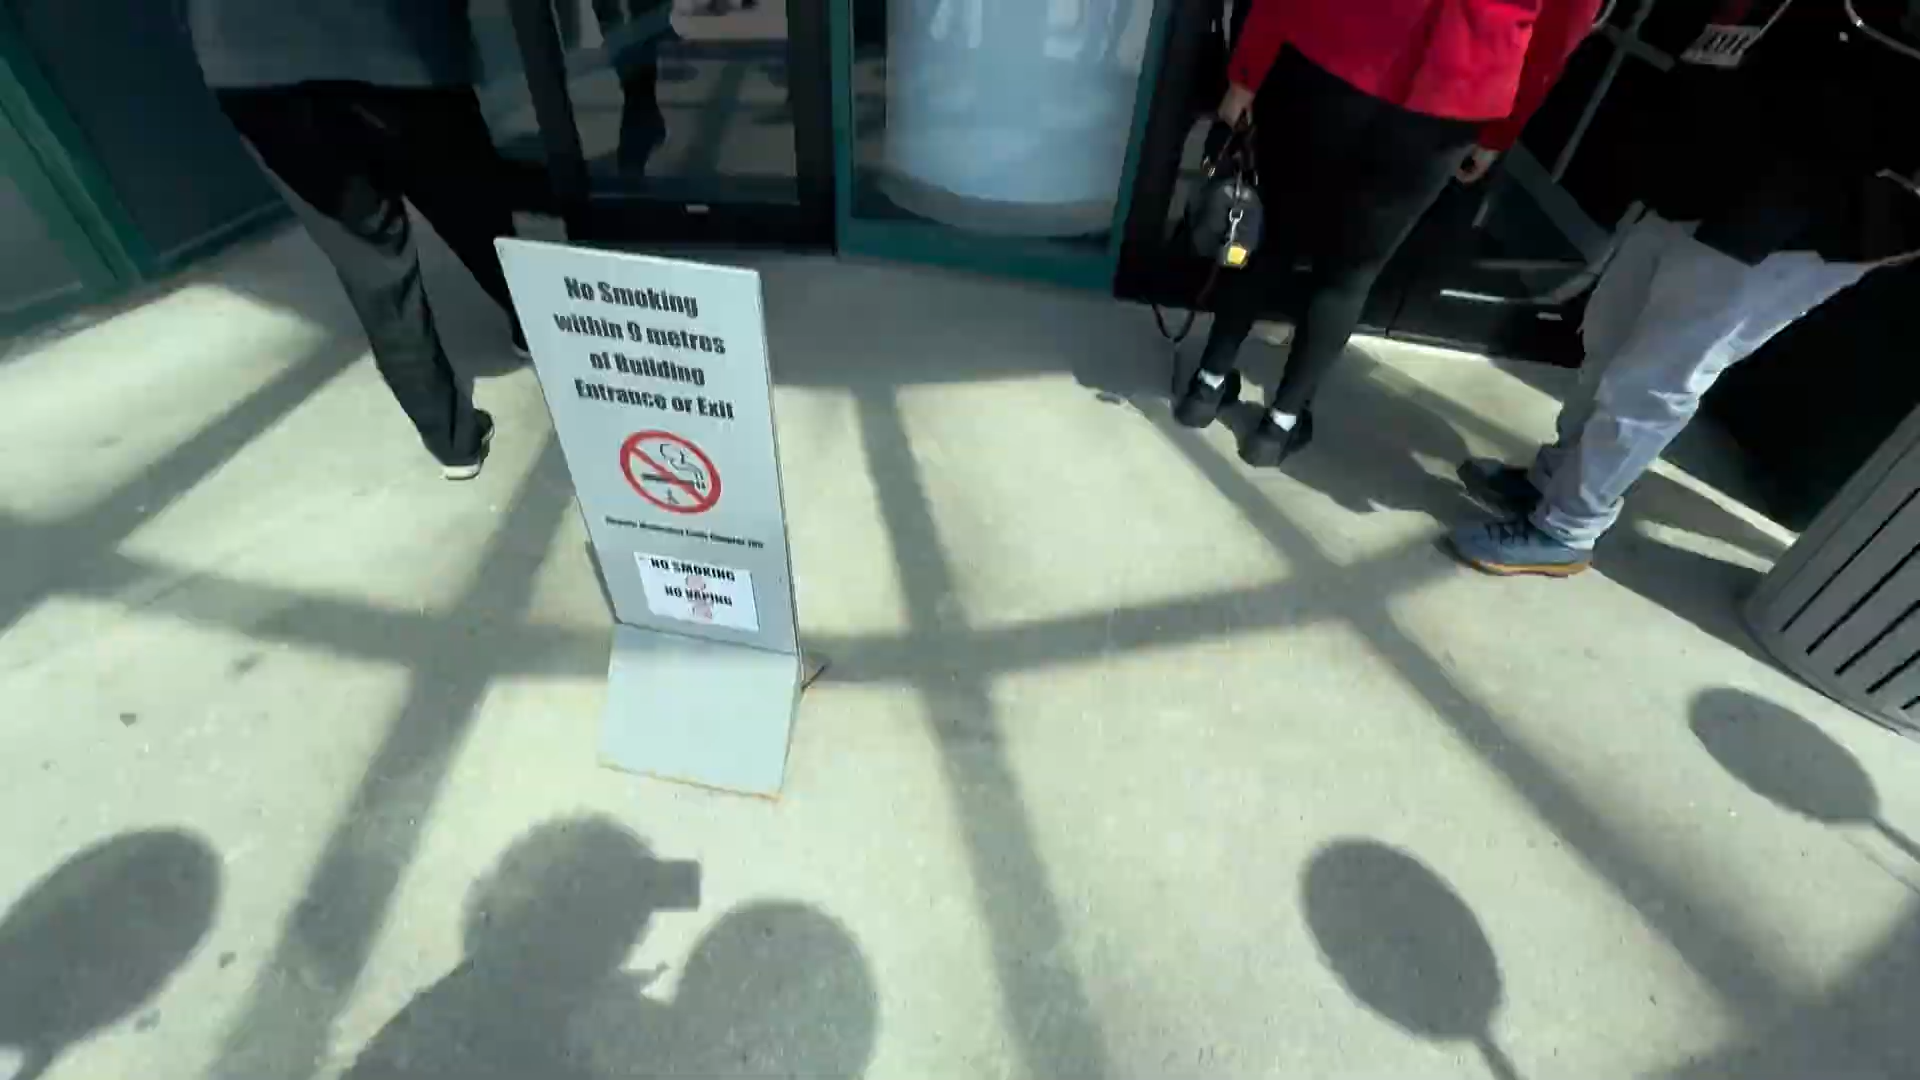 No Smoking
within 9 metres
of Building
Entrance or Exit
NO SMOKING
NO VAPING